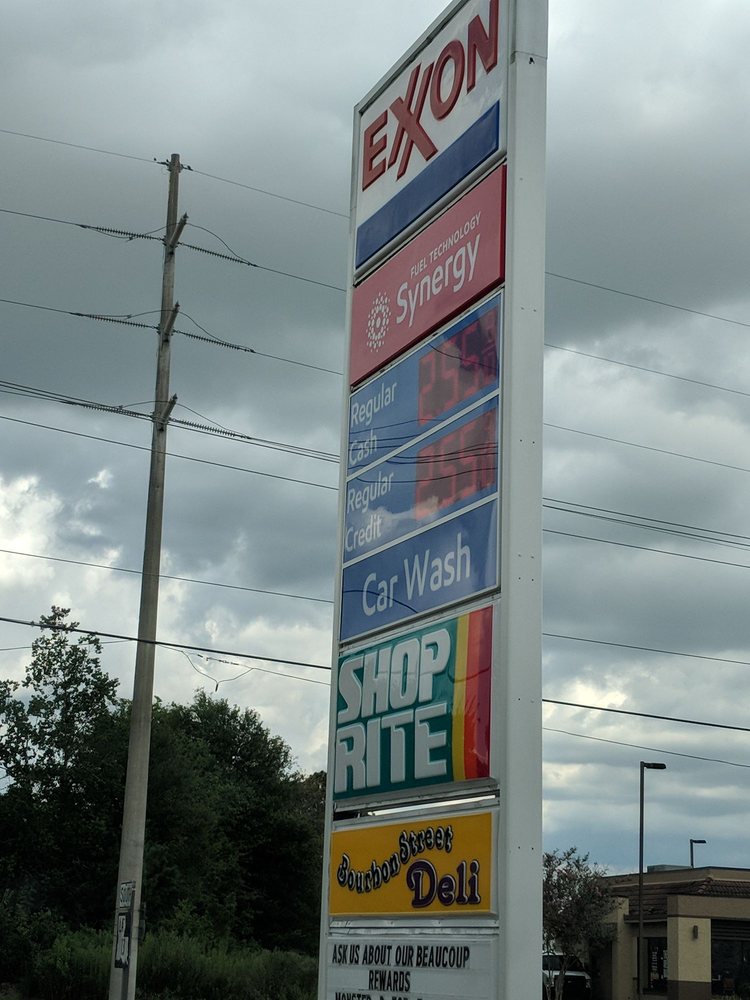 EXXON
FUEL TECHNOLOGY
Synergy
Regular
Cash
Regular
Credit
Car Wash
SHOP
RITE
Bourbon Street
Deli
ASK US ABOUT OUR BEAUCOUP
REWARDS